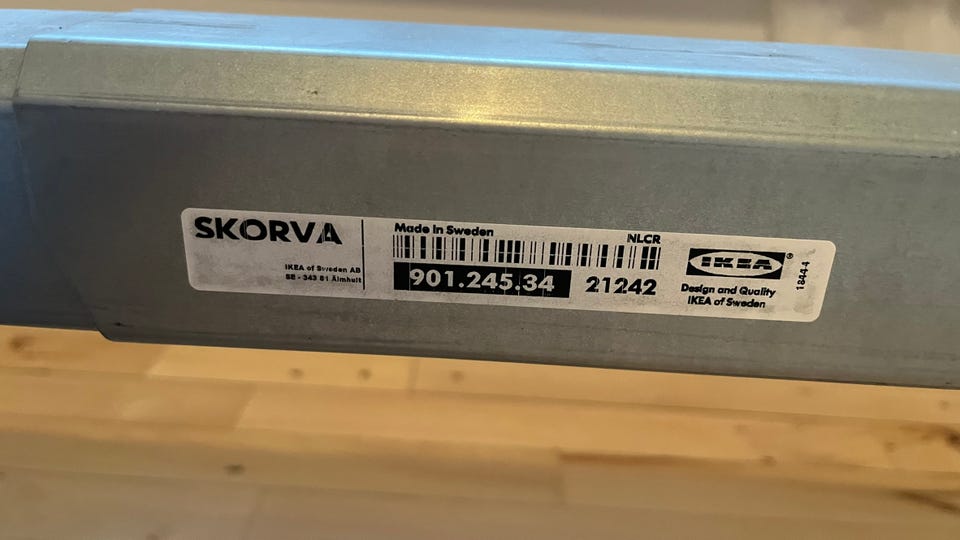 SKORVA
IKEA of Sweden AB
SE - 343 81 Älmhult
Made in Sweden
NLCR
901.245.34
21242
IKEA®
Design and Quality
IKEA of Sweden
1844-4